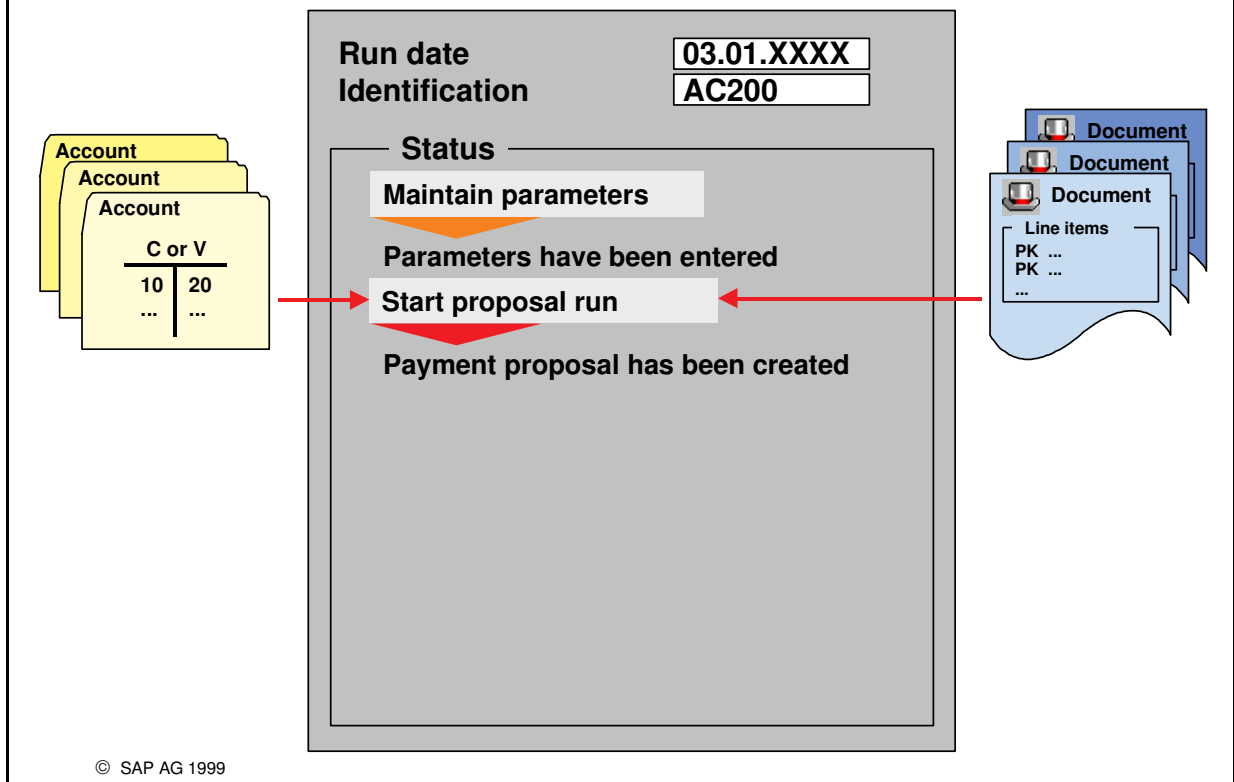 Run date 03.01.XXXX
Identification AC200
Status
Maintain parameters
Parameters have been entered
Start proposal run
Payment proposal has been created
Account
Account
Account
C or V
10 20
... ...
Document
Document
Document
Line items
PK ...
PK ...
...
© SAP AG 1999